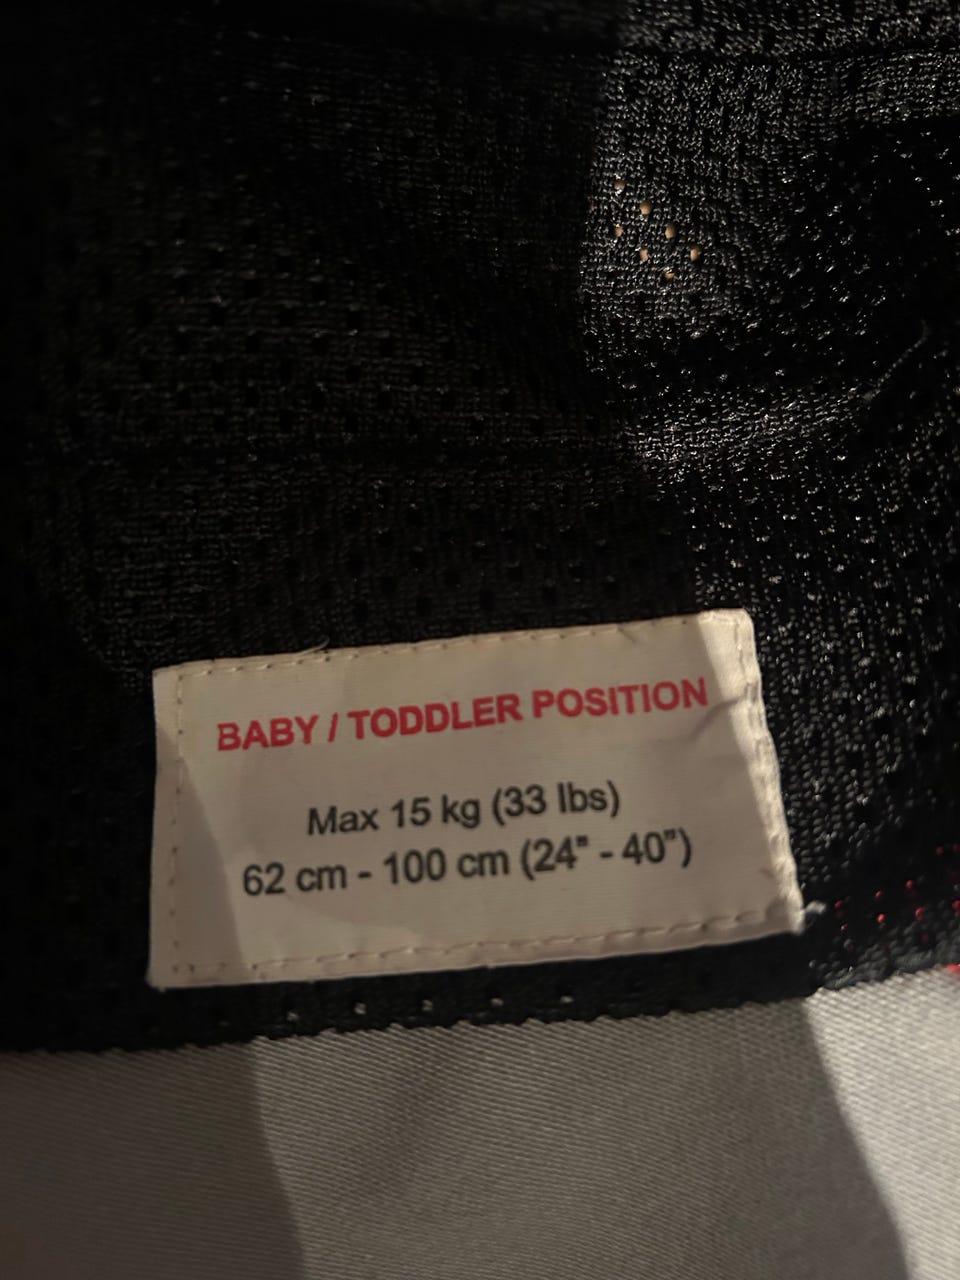 BABY / TODDLER POSITION
Max 15 kg (33 lbs)
62 cm - 100 cm (24" - 40")